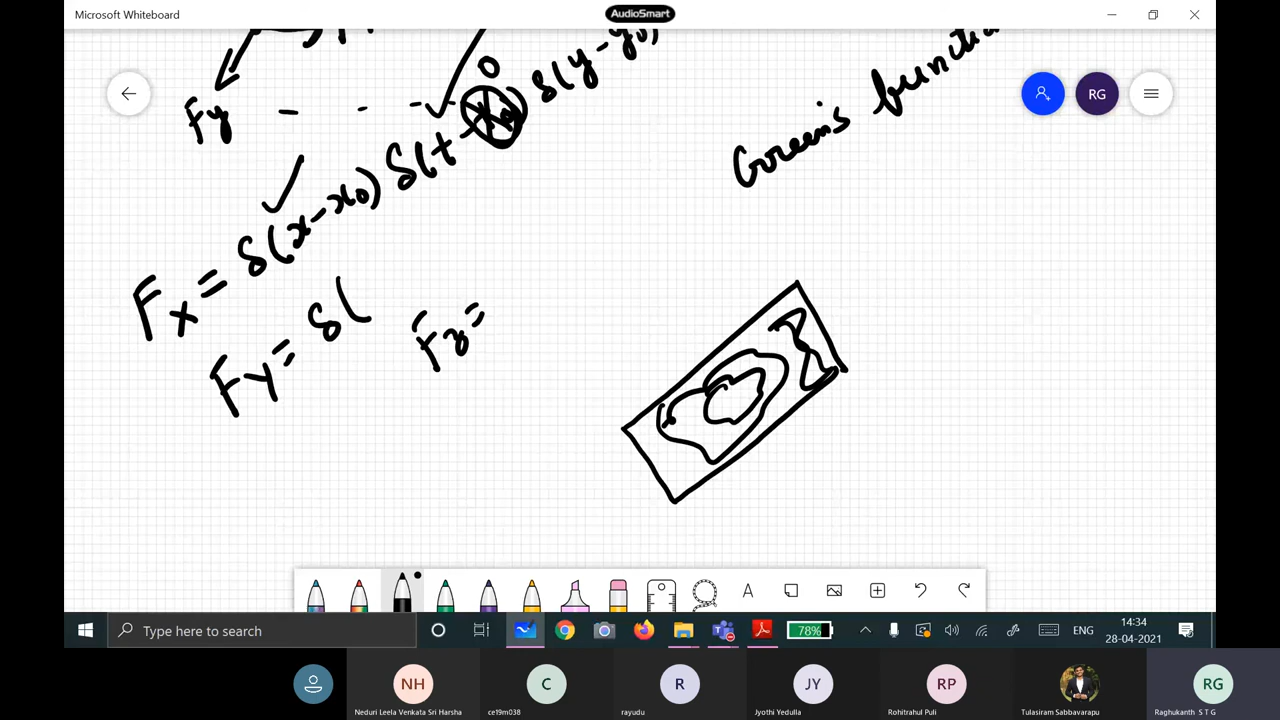 Microsoft Whiteboard
AudioSmart
RG
Fy - - - -
0
δ(y-y0)
Green's
Fx = δ(x-x0) δ(t-
Fy = δ(
Fz =
Type here to search
78%
ENG
14:34
28-04-2021
NH
Neduri Leela Venkata Sri Harsha
C
ce19m038
R
rayudu
JY
Jyothi Yedulla
RP
Rohitrahul Puli
Tulasiram Sabbavarapu
RG
Raghukanth S T G